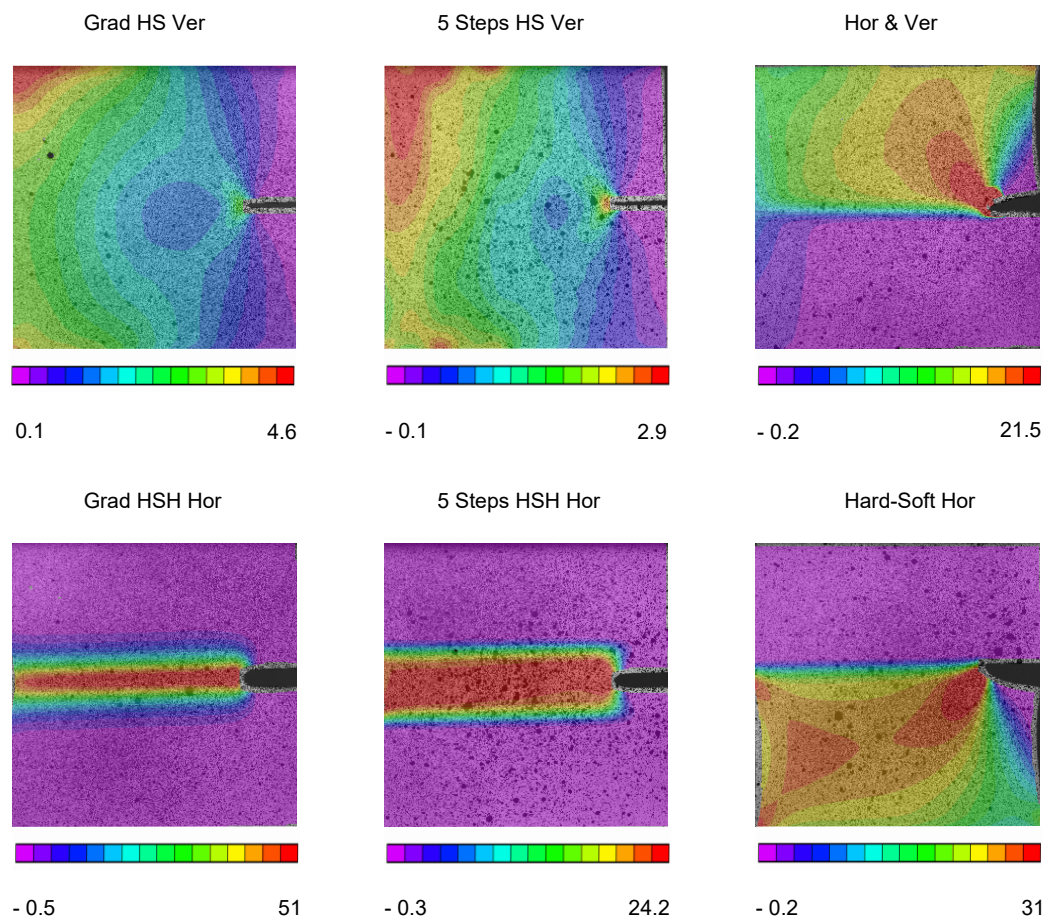 Grad HS Ver
5 Steps HS Ver
Hor & Ver
0.1 4.6
- 0.1 2.9
- 0.2 21.5
Grad HSH Hor
5 Steps HSH Hor
Hard-Soft Hor
- 0.5 51
- 0.3 24.2
- 0.2 31